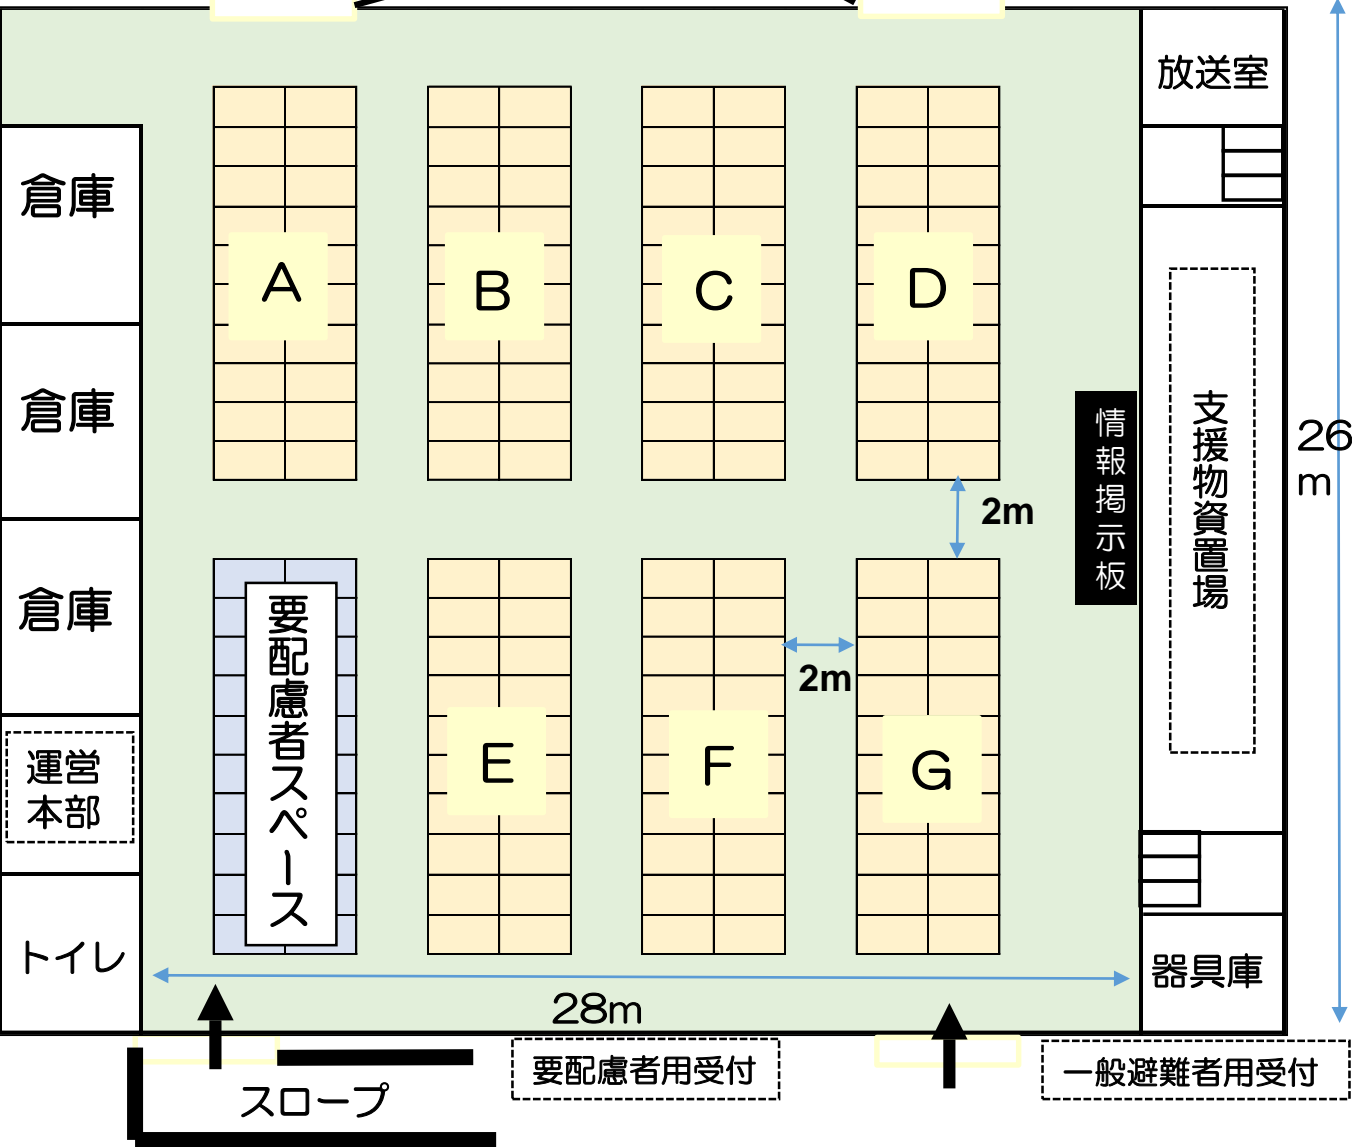 放送室
倉庫
A
B
C
D
倉庫
情報掲示板
支援物資置場
26
m
2m
倉庫
要配慮者スペース
2m
E
F
G
運営
本部
トイレ
28m
器具庫
要配慮者用受付
一般避難者用受付
スロープ